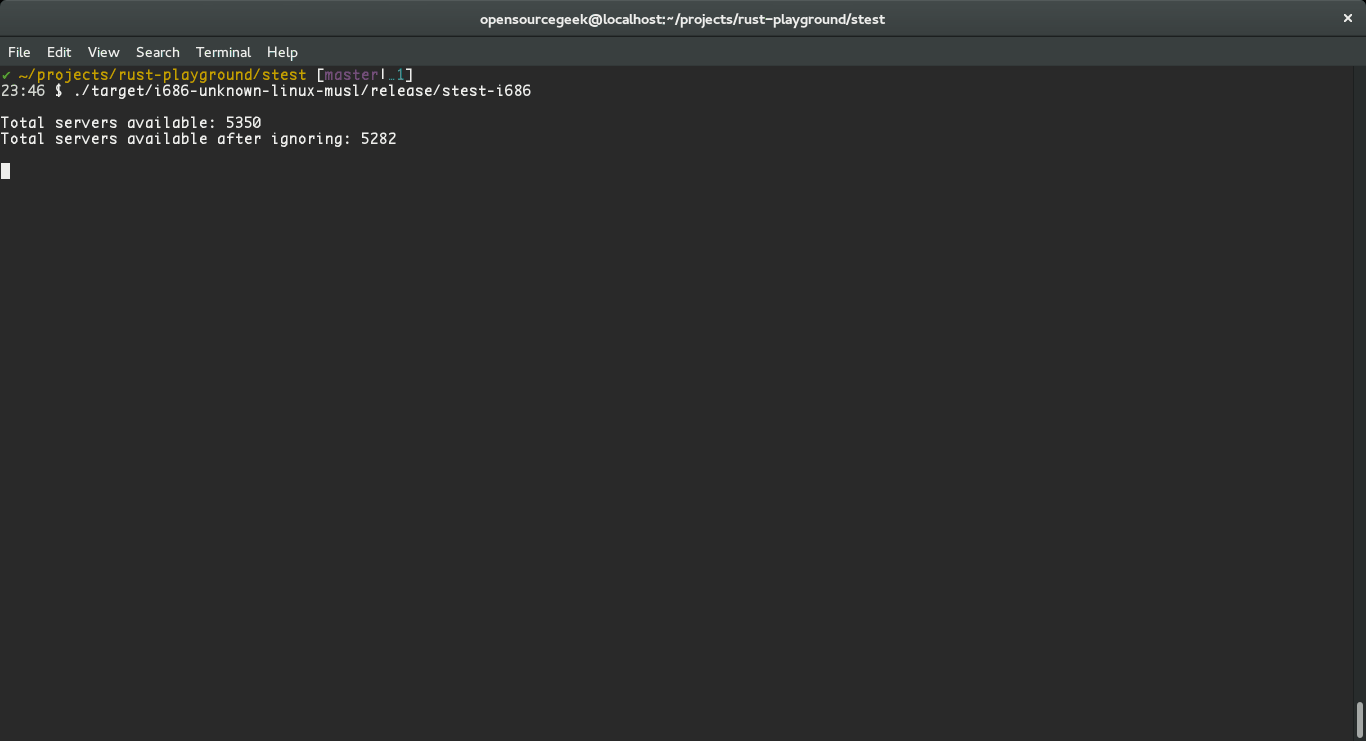 opensourcegeek@localhost:~/projects/rust-playground/stest
File Edit View Search Terminal Help
✔ ~/projects/rust-playground/stest [master|…1]
23:46 $ ./target/i686-unknown-linux-musl/release/stest-i686
Total servers available: 5350
Total servers available after ignoring: 5282